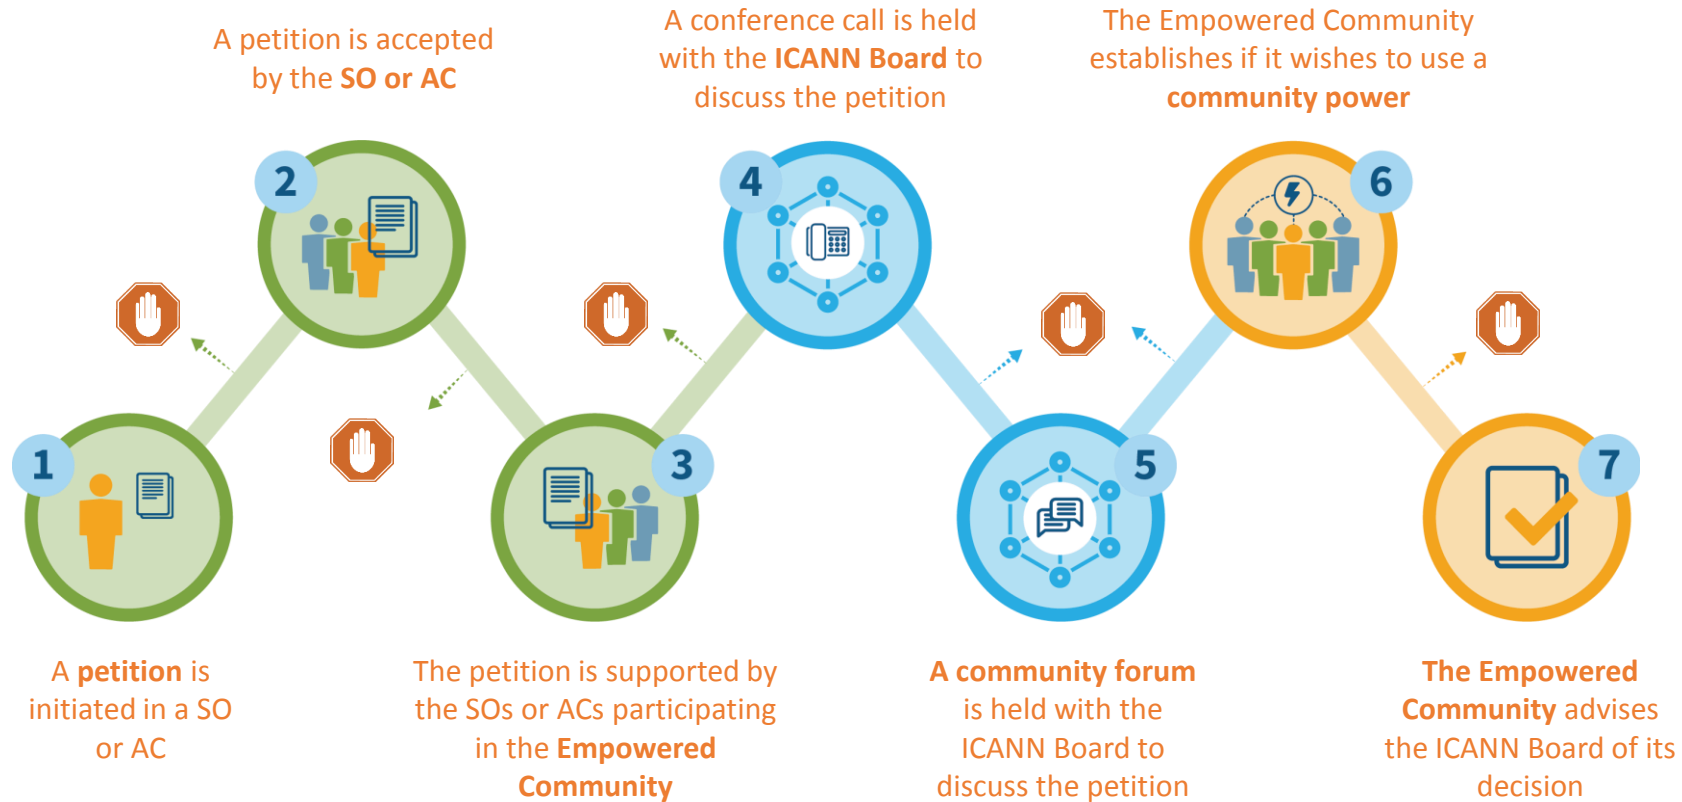 1
A petition is
initiated in a SO
or AC
2
A petition is accepted
by the SO or AC
3
The petition is supported by
the SOs or ACs participating
in the Empowered
Community
4
A conference call is held
with the ICANN Board to
discuss the petition
5
A community forum
is held with the
ICANN Board to
discuss the petition
6
The Empowered Community
establishes if it wishes to use a
community power
7
The Empowered
Community advises
the ICANN Board of its
decision